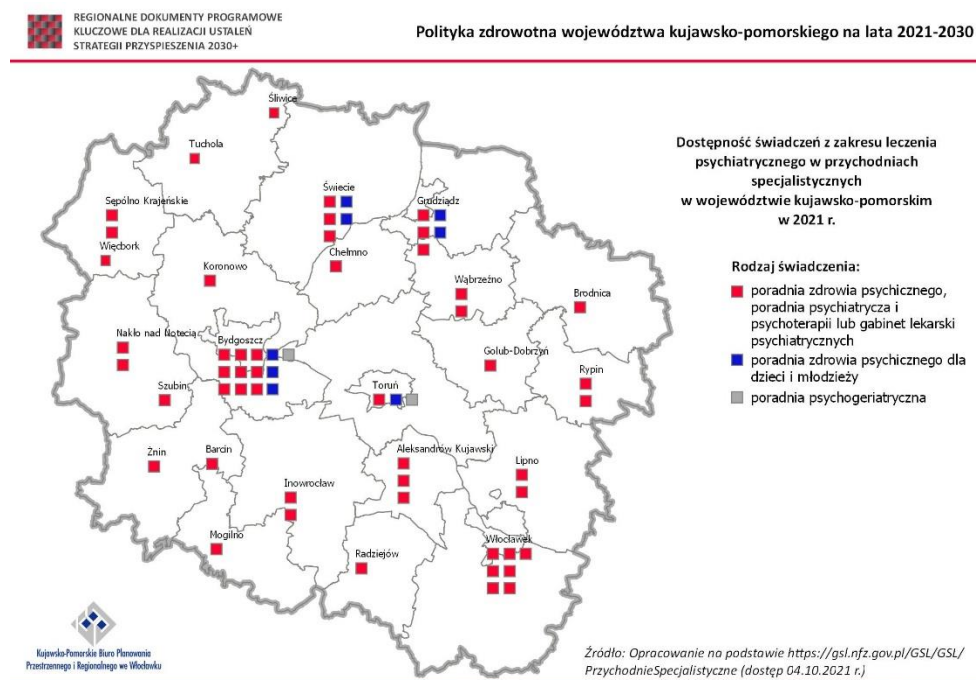 REGIONALNE DOKUMENTY PROGRAMOWE
KLUCZOWE DLA REALIZACJI USTALEŃ
STRATEGII PRZYSPIESZENIA 2030+
Polityka zdrowotna województwa kujawsko-pomorskiego na lata 2021-2030
Dostępność świadczeń z zakresu leczenia
psychiatrycznego w przychodniach
specjalistycznych
w województwie kujawsko-pomorskim
w 2021 r.
Rodzaj świadczenia:
poradnia zdrowia psychicznego,
poradnia psychiatrycza i
psychoterapii lub gabinet lekarski
psychiatrycznych
poradnia zdrowia psychicznego dla
dzieci i młodzieży
poradnia psychogeriatryczna
Śliwice
Tuchola
Sępólno Krajeńskie
Świecie
Grudziądz
Więcbork
Chełmno
Koronowo
Wąbrzeźno
Brodnica
Nakło nad Notecią
Bydgoszcz
Golub-Dobrzyń
Rypin
Szubin
Toruń
Żnin
Barcin
Aleksandrów Kujawski
Lipno
Inowrocław
Mogilno
Radziejów
Włocławek
Kujawsko-Pomorskie Biuro Planowania
Przestrzennego i Regionalnego we Włocławku
Źródło: Opracowanie na podstawie https://gsl.nfz.gov.pl/GSL/GSL/
PrzychodnieSpecjalistyczne (dostęp 04.10.2021 r.)